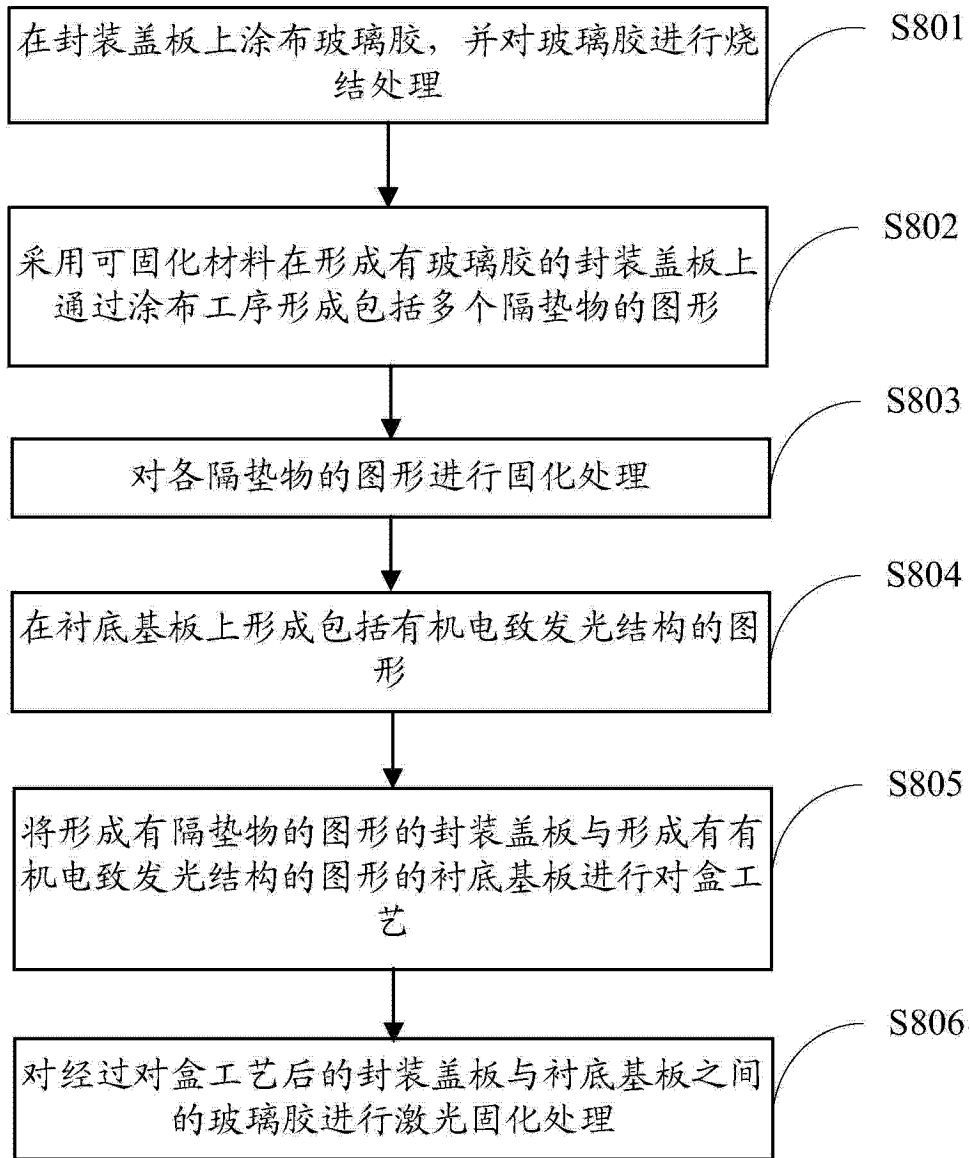 在封装盖板上涂布玻璃胶，并对玻璃胶进行烧
结处理
S801
采用可固化材料在形成有玻璃胶的封装盖板上
通过涂布工序形成包括多个隔垫物的图形
S802
对各隔垫物的图形进行固化处理
S803
在衬底基板上形成包括有机电致发光结构的图
形
S804
将形成有隔垫物的图形的封装盖板与形成有有
机电致发光结构的图形的衬底基板进行对盒工
艺
S805
对经过对盒工艺后的封装盖板与衬底基板之间
的玻璃胶进行激光固化处理
S806